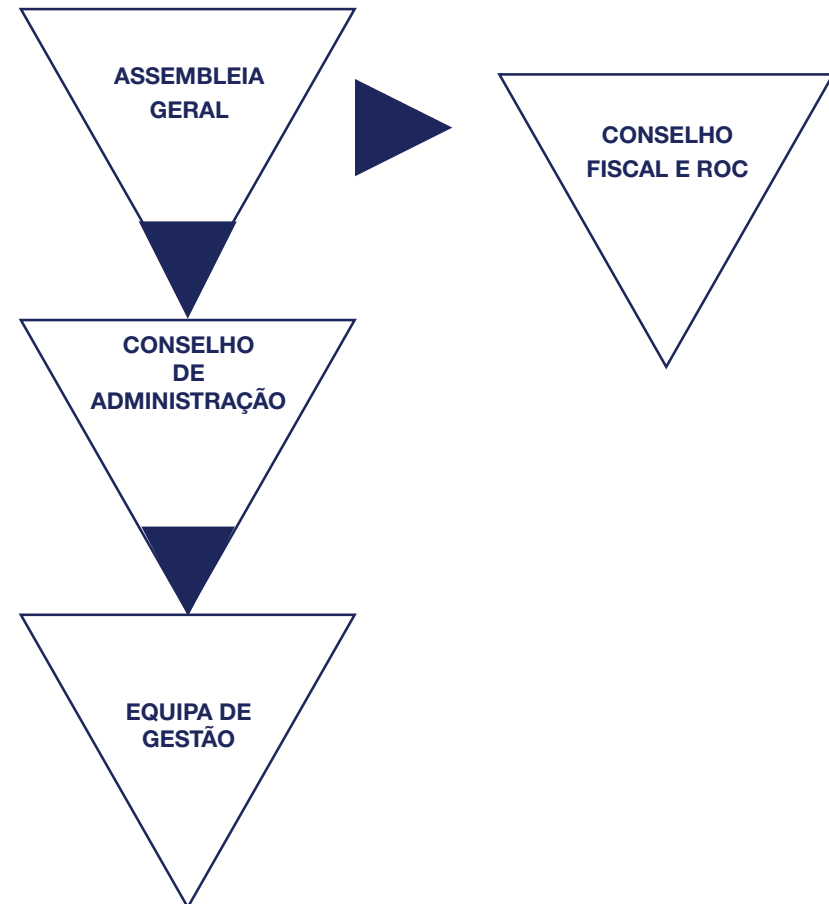 ASSEMBLEIA
GERAL
CONSELHO
FISCAL E ROC
CONSELHO
DE
ADMINISTRAÇÃO
EQUIPA DE
GESTÃO